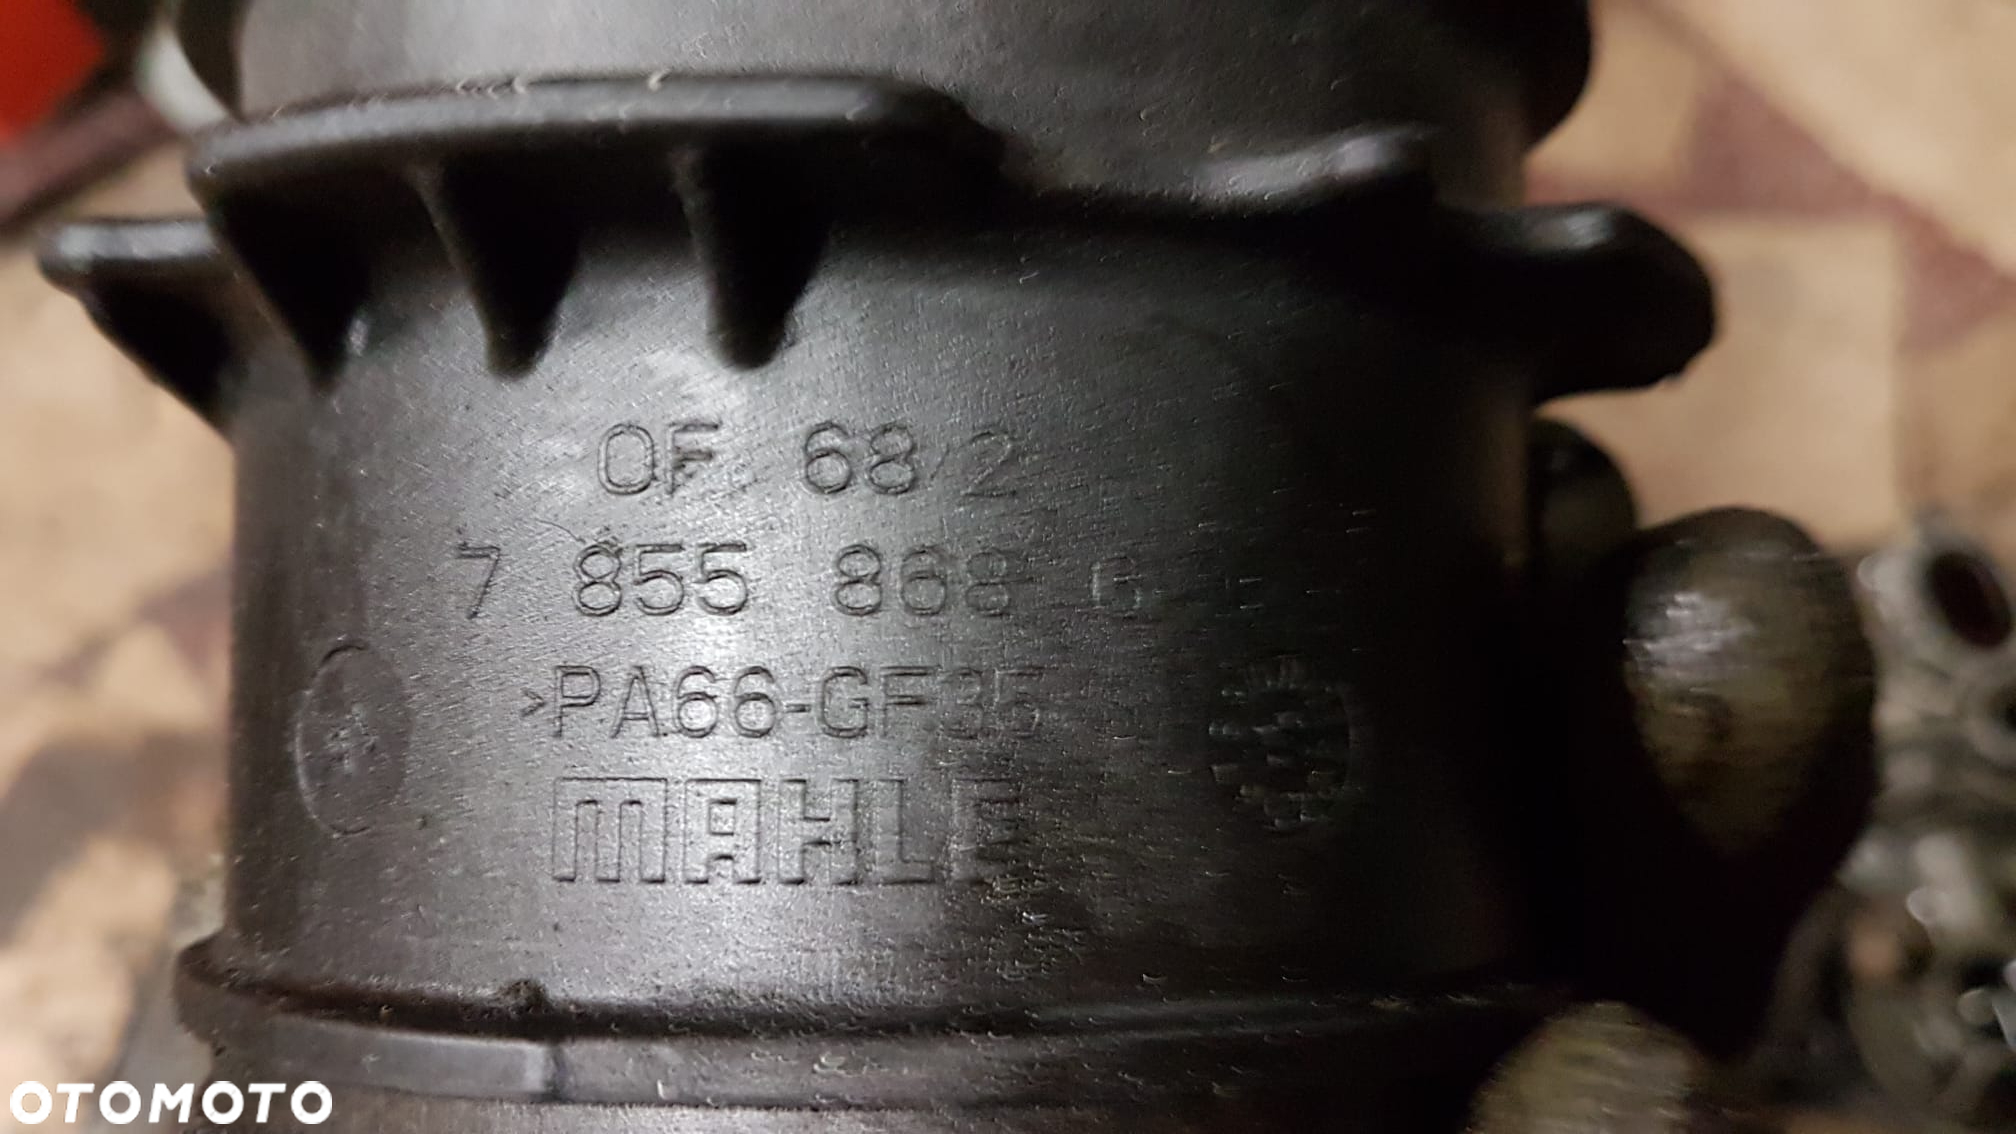 OF 68/2
7 855 868 G
>PA66-GF35
MAHLE
OTOMOTO